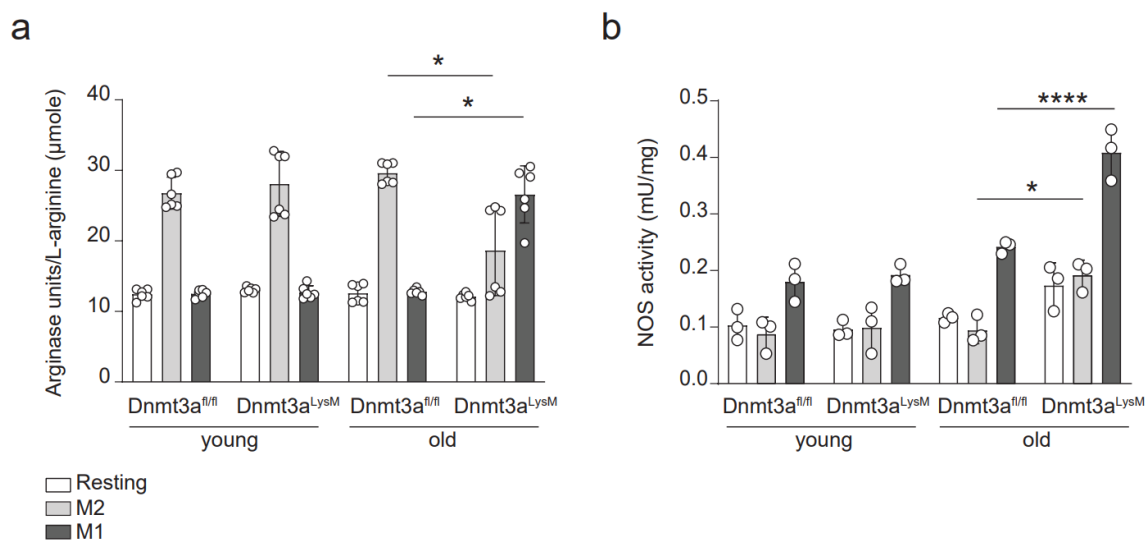 a
Arginase units/L-arginine (µmole)
40
30
20
10
0
* 
*
Dnmt3afl/fl Dnmt3aLysM Dnmt3afl/fl Dnmt3aLysM
young old
Resting
M2
M1
b
NOS activity (mU/mg)
0.5
0.4
0.3
0.2
0.1
0.0
****
*
Dnmt3afl/fl Dnmt3aLysM Dnmt3afl/fl Dnmt3aLysM
young old